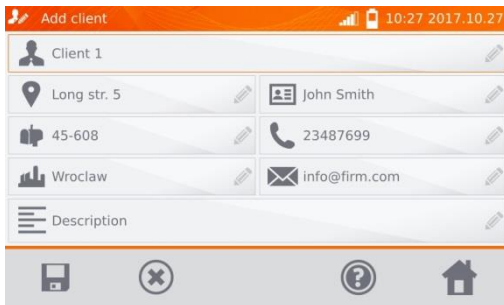 Add client 10:27 2017.10.27
Client 1
Long str. 5 John Smith
45-608 23487699
Wroclaw info@firm.com
Description